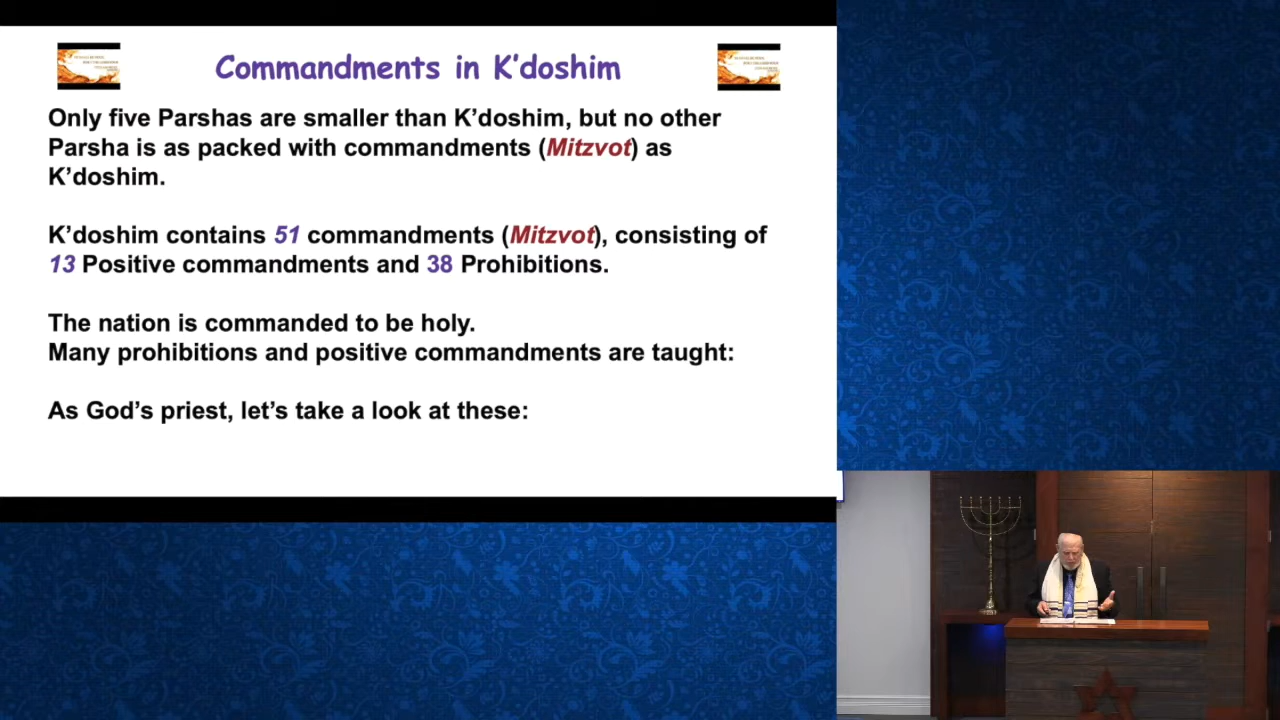 Commandments in K'doshim
Only five Parshas are smaller than K'doshim, but no other
Parsha is as packed with commandments (Mitzvot) as
K'doshim.
K'doshim contains 51 commandments (Mitzvot), consisting of
13 Positive commandments and 38 Prohibitions.
The nation is commanded to be holy.
Many prohibitions and positive commandments are taught:
As God's priest, let's take a look at these: